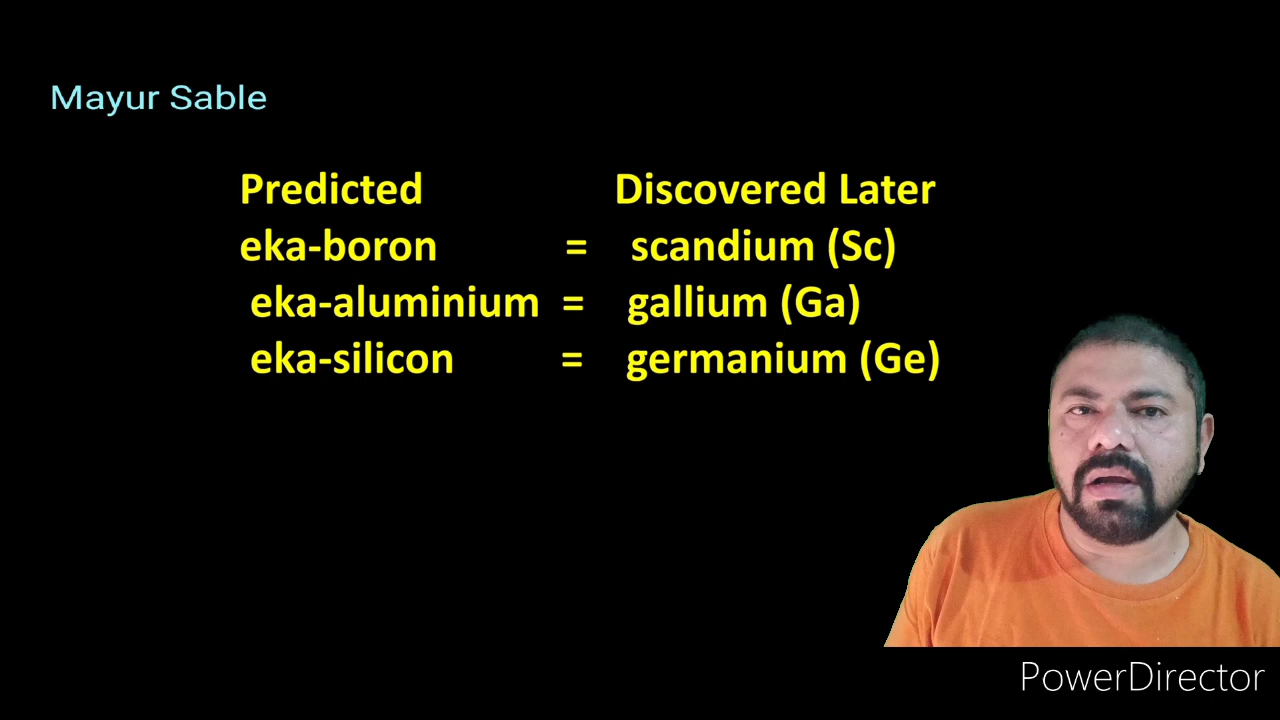 Mayur Sable
Predicted Discovered Later
eka-boron = scandium (Sc)
eka-aluminium = gallium (Ga)
eka-silicon = germanium (Ge)
PowerDirector